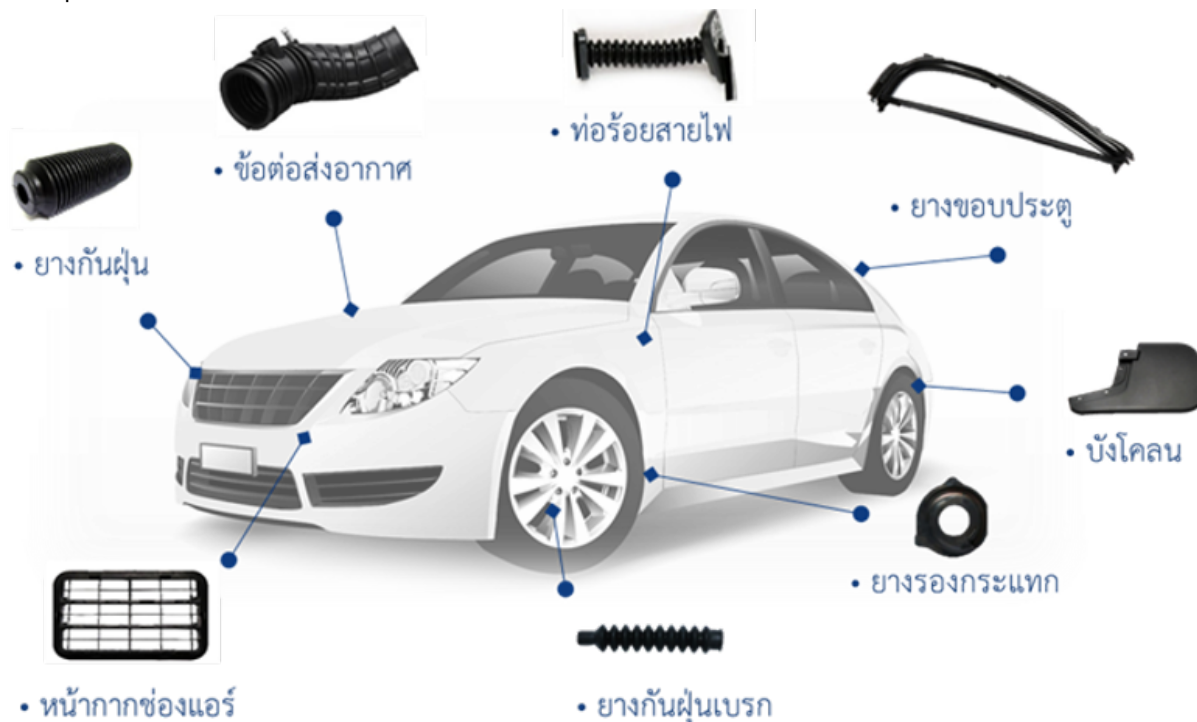 • ข้อต่อส่งอากาศ
• ท่อร้อยสายไฟ
• ยางขอบประตู
• ยางกันฝุ่น
• บังโคลน
• ยางรองกระแทก
• หน้ากากช่องแอร์
• ยางกันฝุ่นเบรก